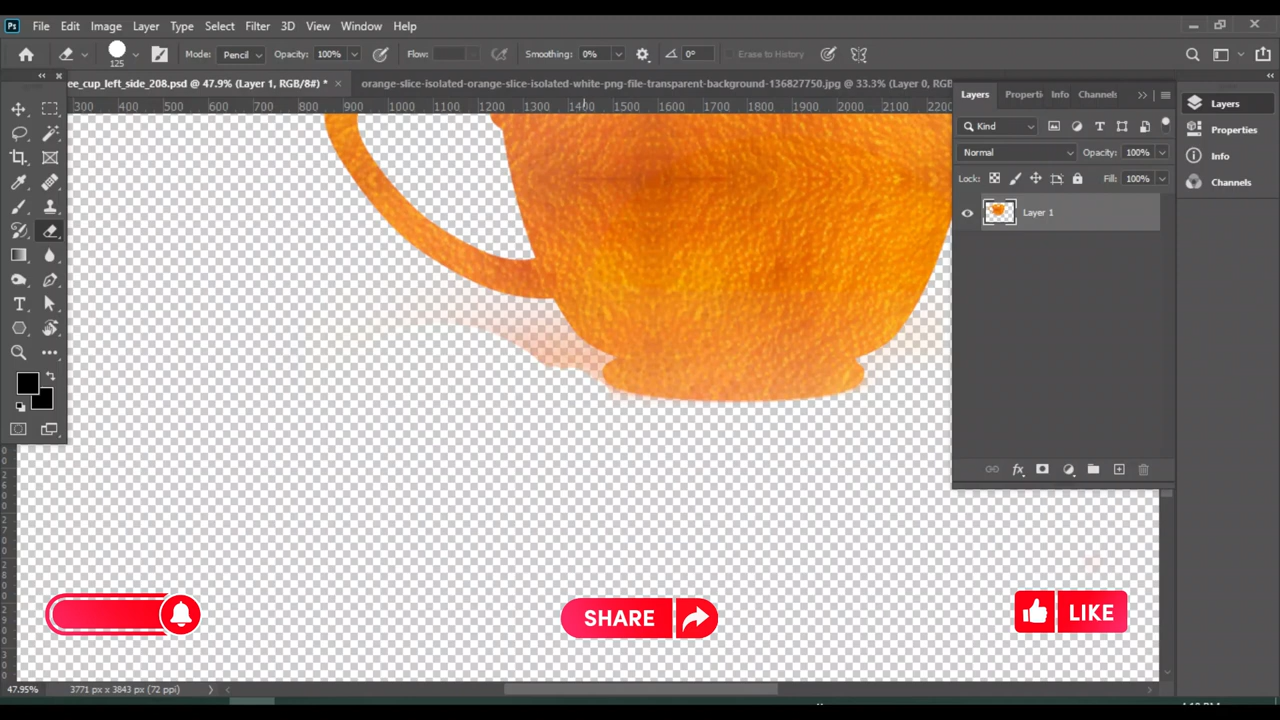 Ps File Edit Image Layer Type Select Filter 3D View Window Help
125 Mode: Pencil Opacity: 100% Flow: Smoothing: 0% 0° Erase to History
ee_cup_left_side_208.psd @ 47.9% (Layer 1, RGB/8#) * × orange-slice-isolated-orange-slice-isolated-white-png-file-transparent-background-136827750.jpg @ 33.3% (Layer 0, RGB
300 400 500 600 700 800 900 1000 1100 1200 1300 1400 1500 1600 1700 1800 1900 2000 2100 2200
Layers Properti Info Channels
Kind
Normal Opacity: 100%
Lock: Fill: 100%
Layer 1
fx
Layers
Properties
Info
Channels
SHARE
LIKE
47.95% 3771 px x 3843 px (72 ppi)